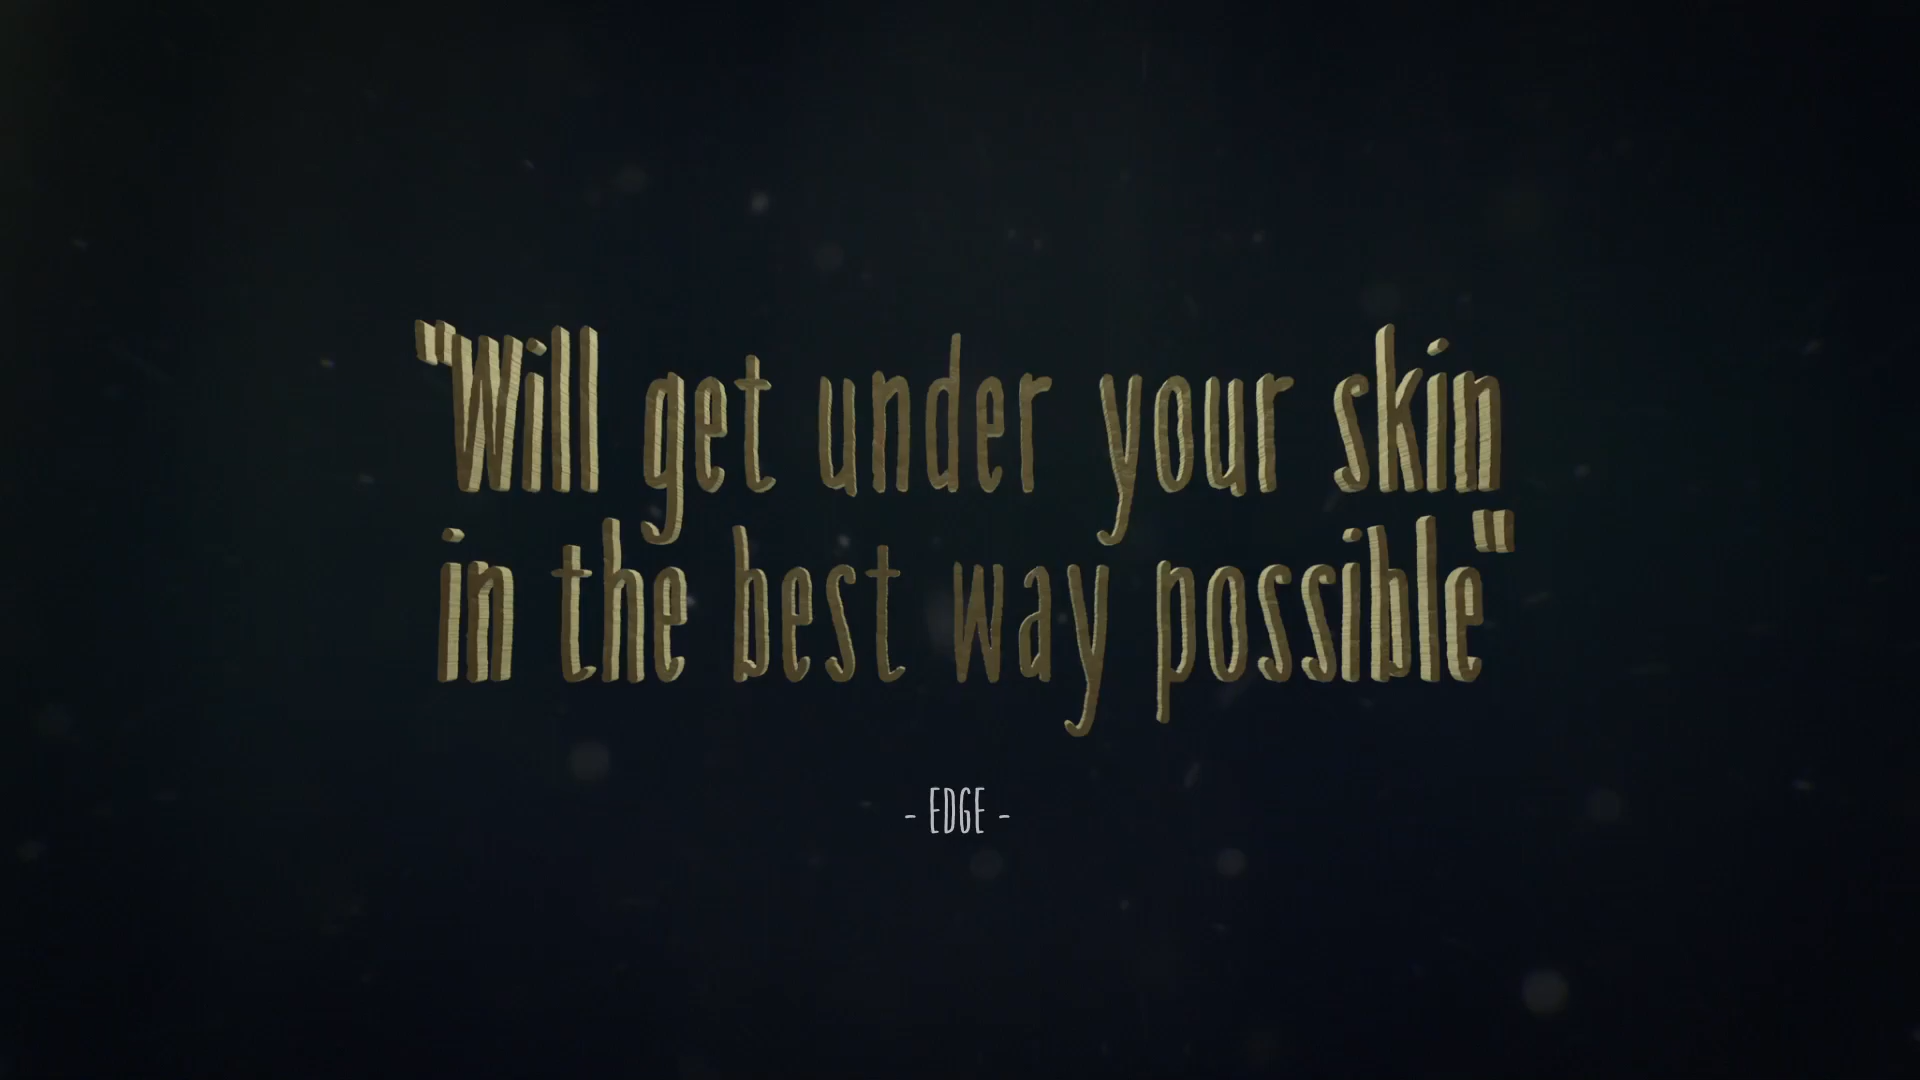 "Will get under your skin
in the best way possible"
- EDGE -